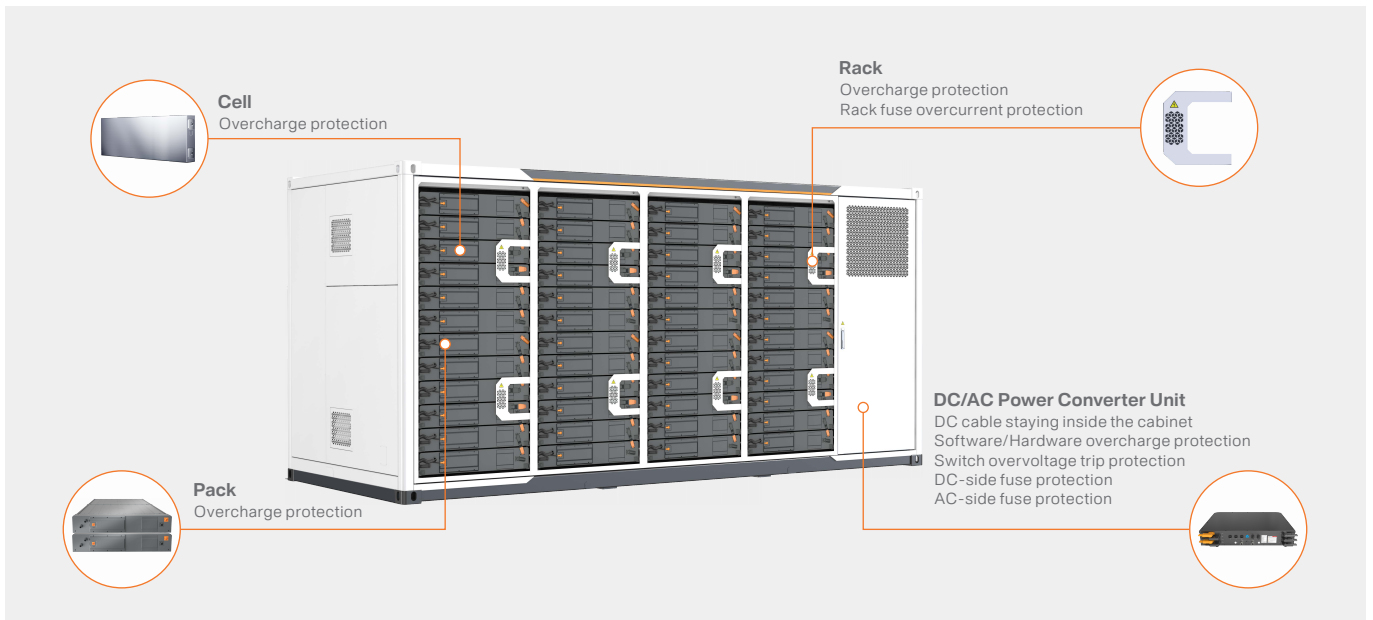 Cell
Overcharge protection
Rack
Overcharge protection
Rack fuse overcurrent protection
Pack
Overcharge protection
DC/AC Power Converter Unit
DC cable staying inside the cabinet
Software/Hardware overcharge protection
Switch overvoltage trip protection
DC-side fuse protection
AC-side fuse protection